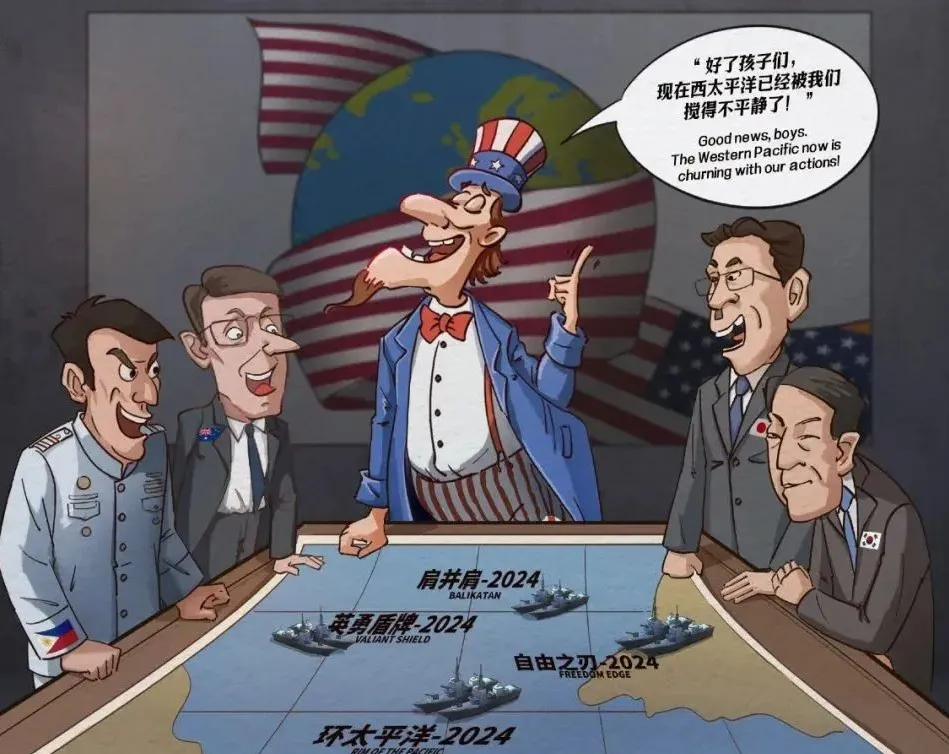 “ 好了孩子们，
现在西太平洋已经被我们
搅得不平静了！ ”
Good news, boys.
The Western Pacific now is
churning with our actions!
肩并肩-2024
BALIKATAN
英勇盾牌-2024
VALIANT SHIELD
自由之刃-2024
FREEDOM EDGE
环太平洋-2024
RIM OF THE PACIFIC